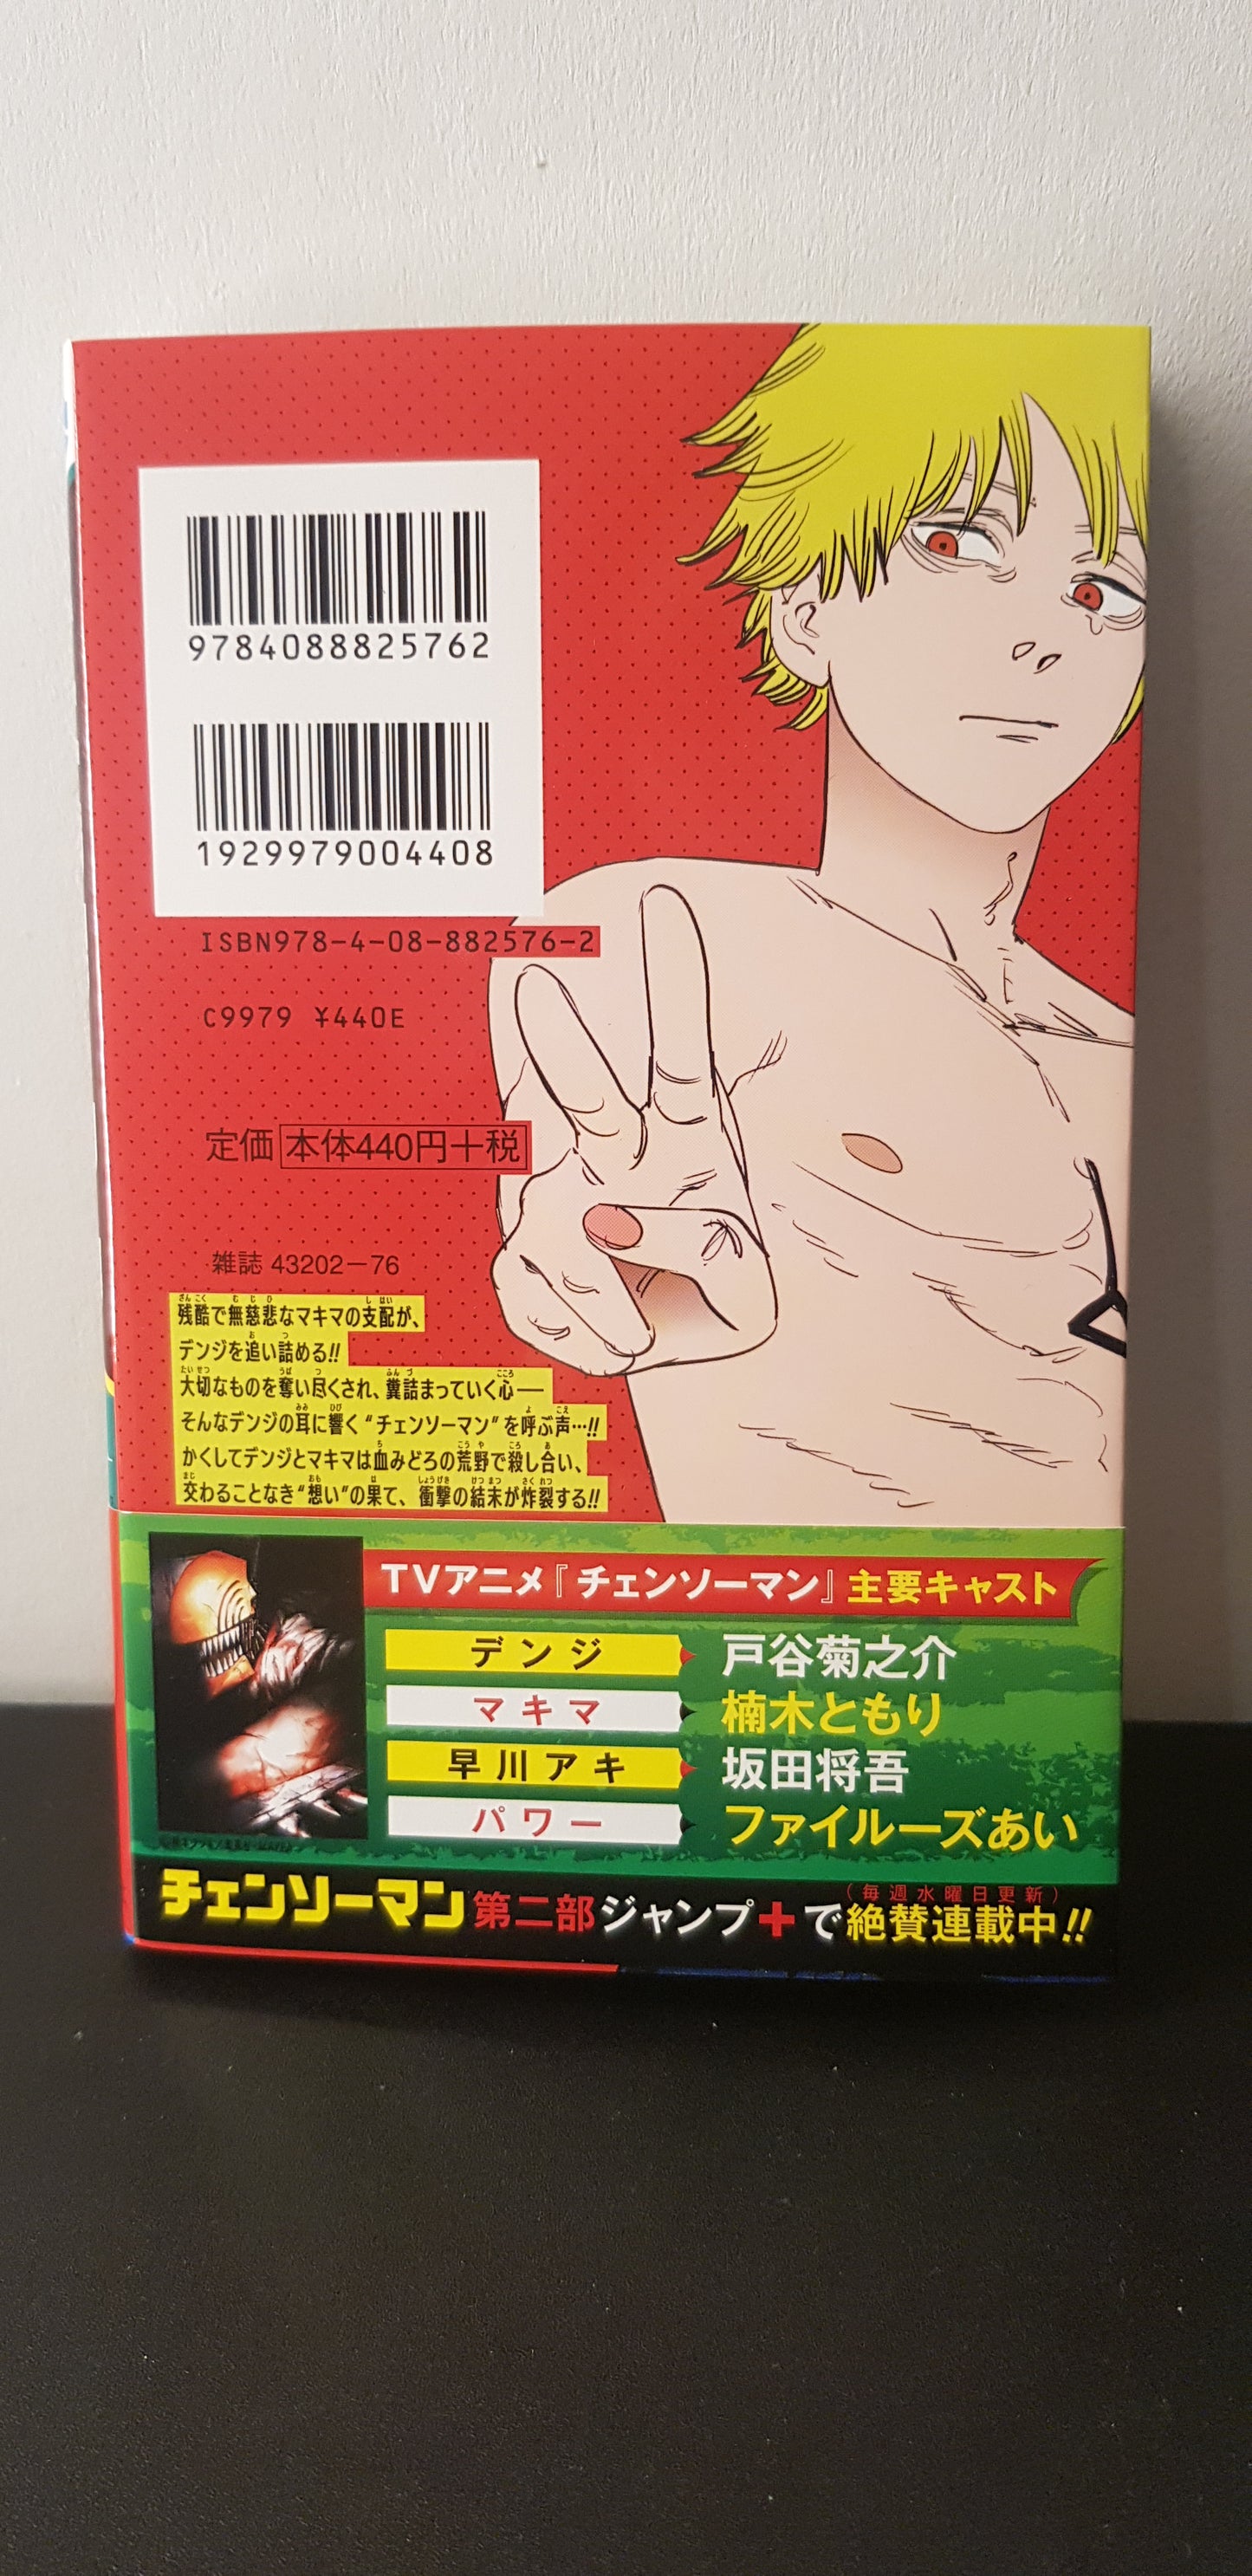 9784088825762
1929979004408
ISBN978-4-08-882576-2
C9979 ¥440E
定価 本体440円+税
雑誌 43202-76
残酷で無慈悲なマキマの支配が、
デンジを追い詰める!!
大切なものを奪い尽くされ、糞詰まっていく心──
そんなデンジの耳に響く“チェンソーマン”を呼ぶ声…!!
かくしてデンジとマキマは血みどろの荒野で殺し合い、
交わることなき“想い”の果て、衝撃の結末が炸裂する!!
TVアニメ『チェンソーマン』主要キャスト
デンジ 戸谷菊之介
マキマ 楠木ともり
早川アキ 坂田将吾
パワー ファイルーズあい
(毎週水曜日更新)
チェンソーマン第二部ジャンプ+で絶賛連載中!!